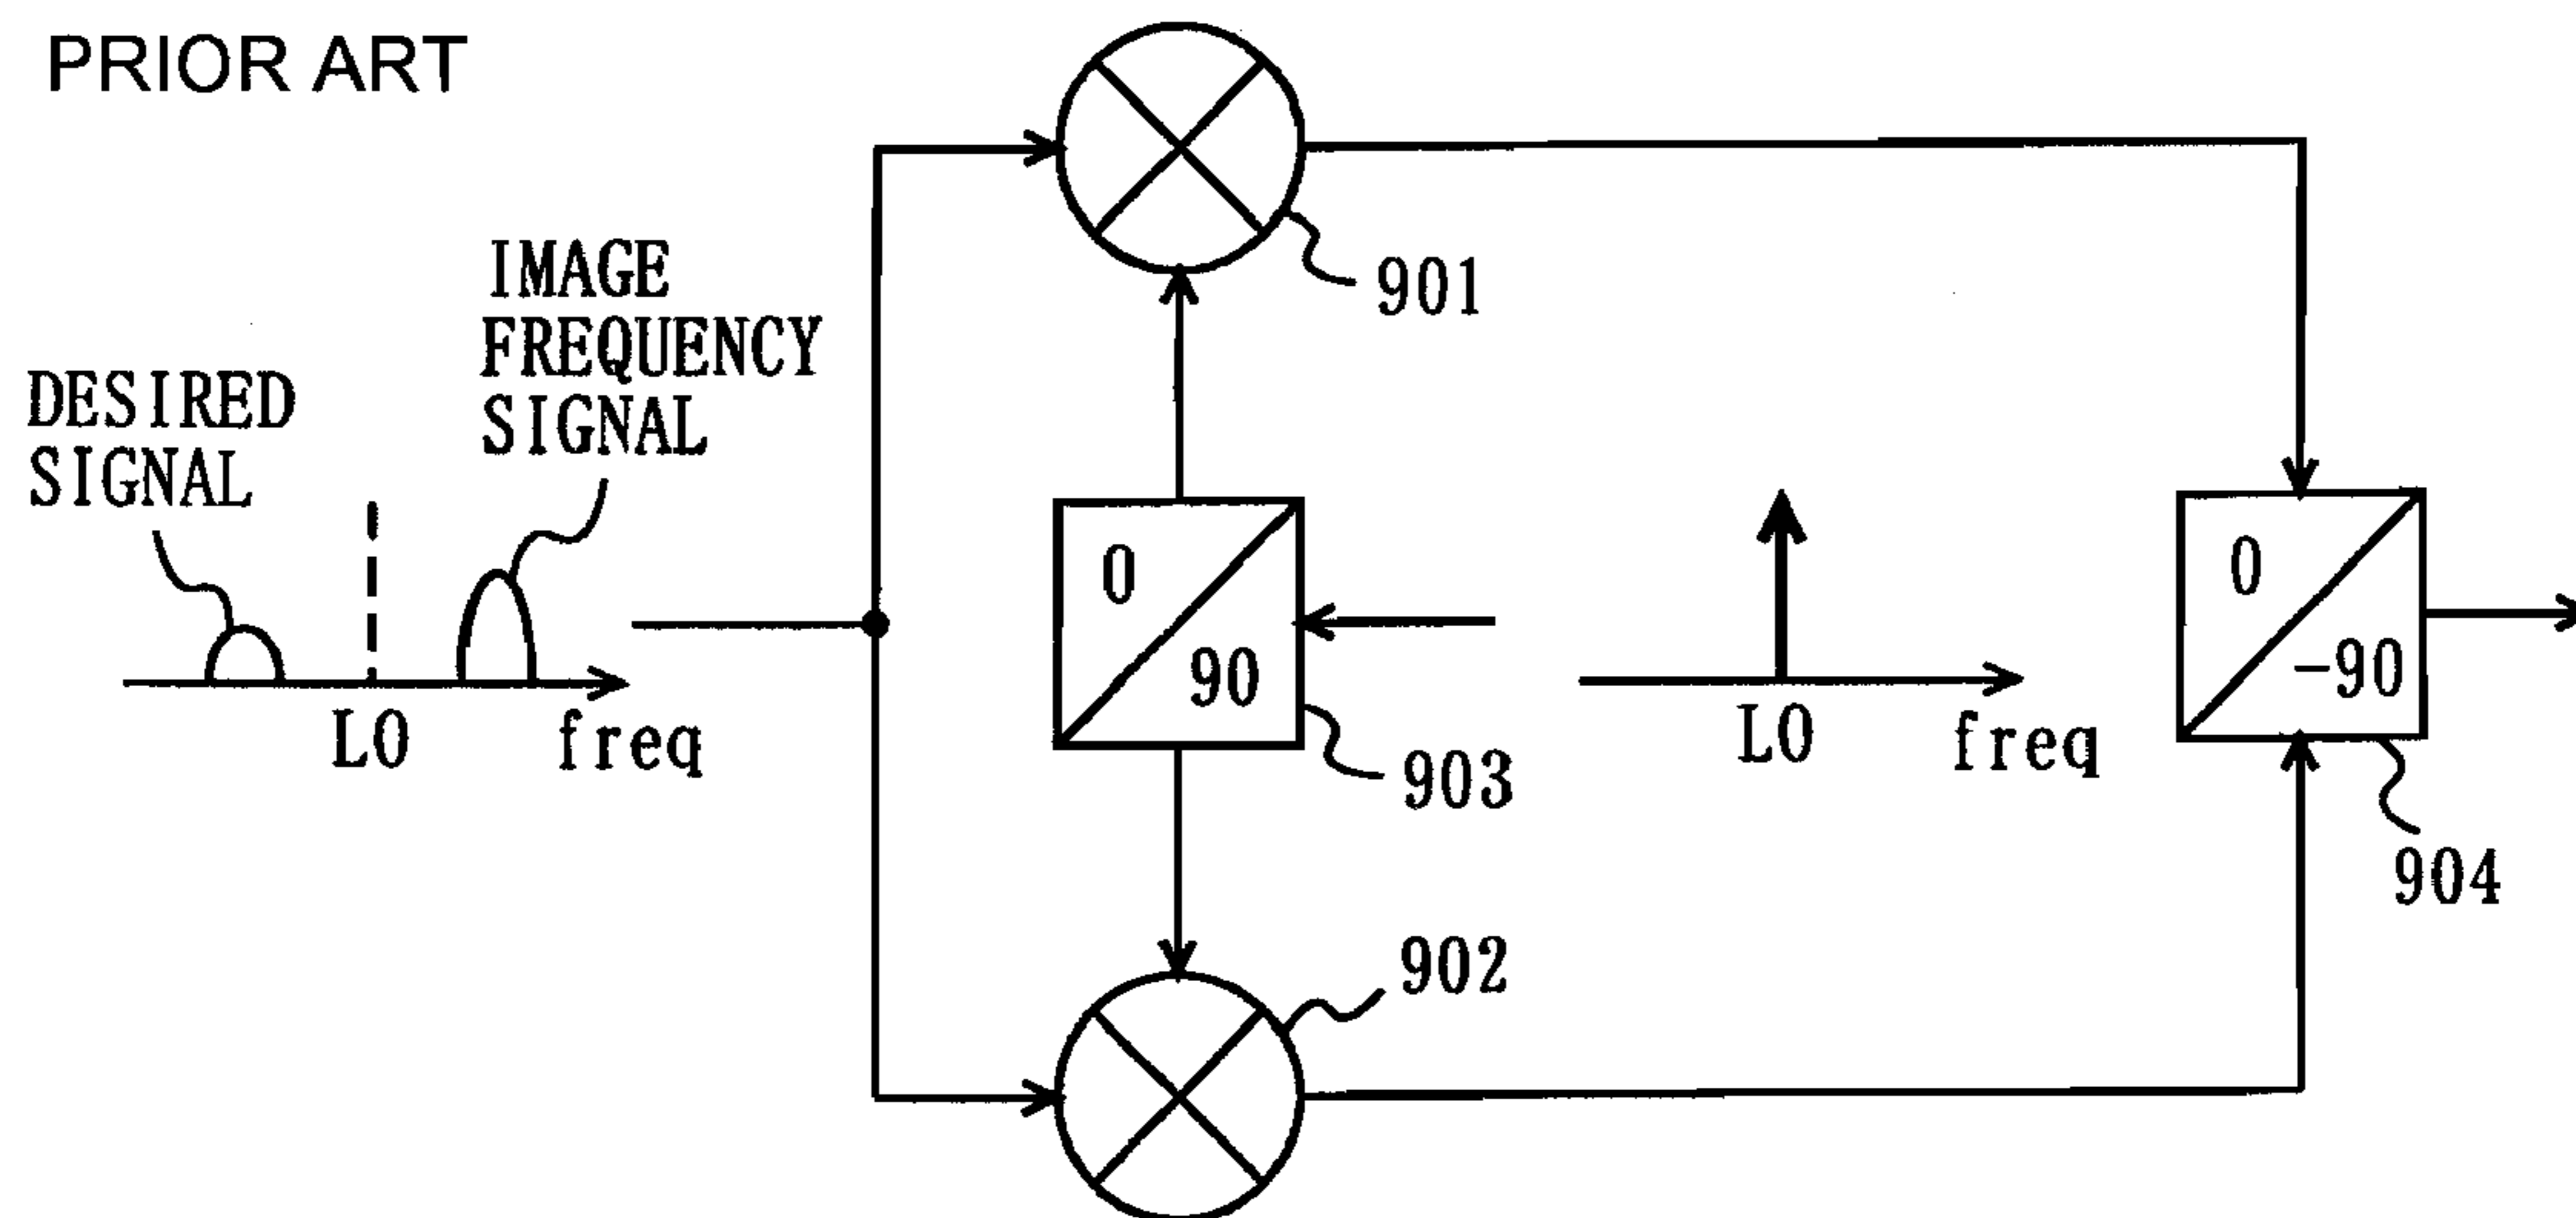 PRIOR ART
IMAGE
FREQUENCY
SIGNAL
DESIRED
SIGNAL
LO
freq
901
0
90
903
LO
freq
0
-90
904
902